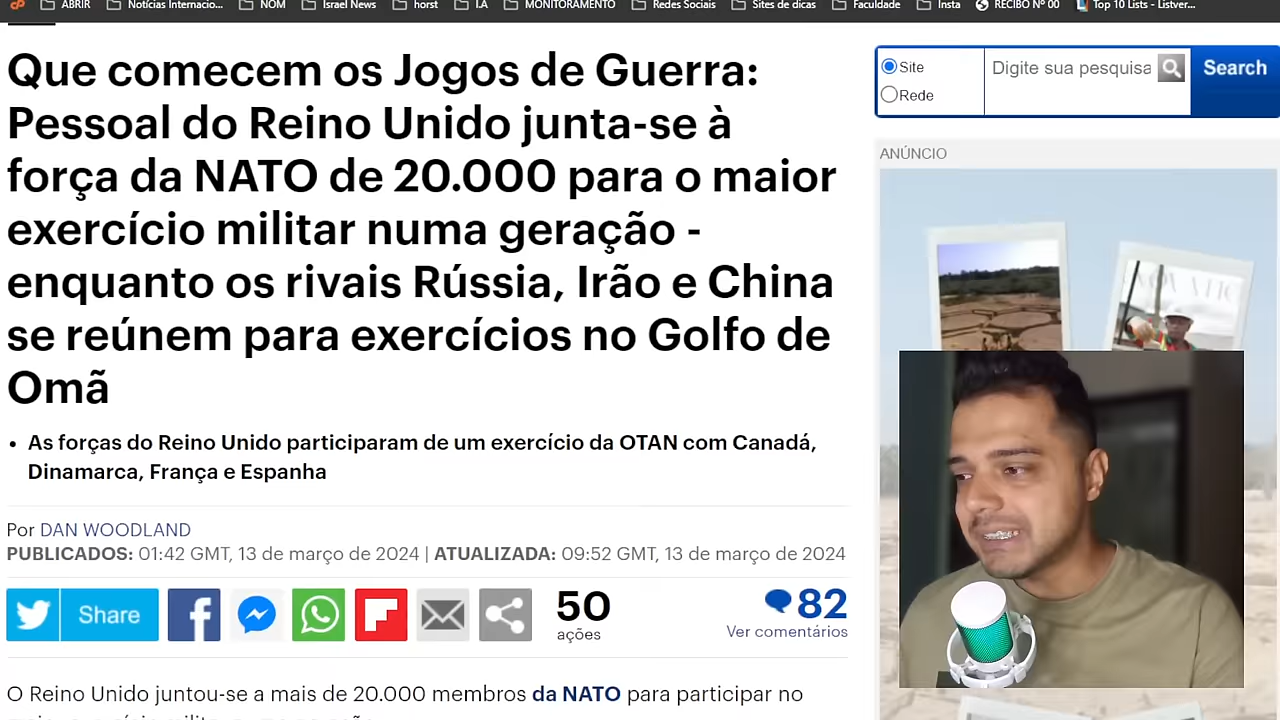 ABRIR
Notícias Internacio...
NOM
Israel News
horst
I.A
MONITORAMENTO
Redes Sociais
Sites de dicas
Faculdade
Insta
RECIBO Nº 00
Top 10 Lists - Listver...
Que comecem os Jogos de Guerra:
Pessoal do Reino Unido junta-se à
força da NATO de 20.000 para o maior
exercício militar numa geração -
enquanto os rivais Rússia, Irão e China
se reúnem para exercícios no Golfo de
Omã
• As forças do Reino Unido participaram de um exercício da OTAN com Canadá,
Dinamarca, França e Espanha
Por DAN WOODLAND
PUBLICADOS: 01:42 GMT, 13 de março de 2024 | ATUALIZADA: 09:52 GMT, 13 de março de 2024
Share
50
ações
82
Ver comentários
O Reino Unido juntou-se a mais de 20.000 membros da NATO para participar no
Site
Rede
Digite sua pesquisa
Search
ANÚNCIO